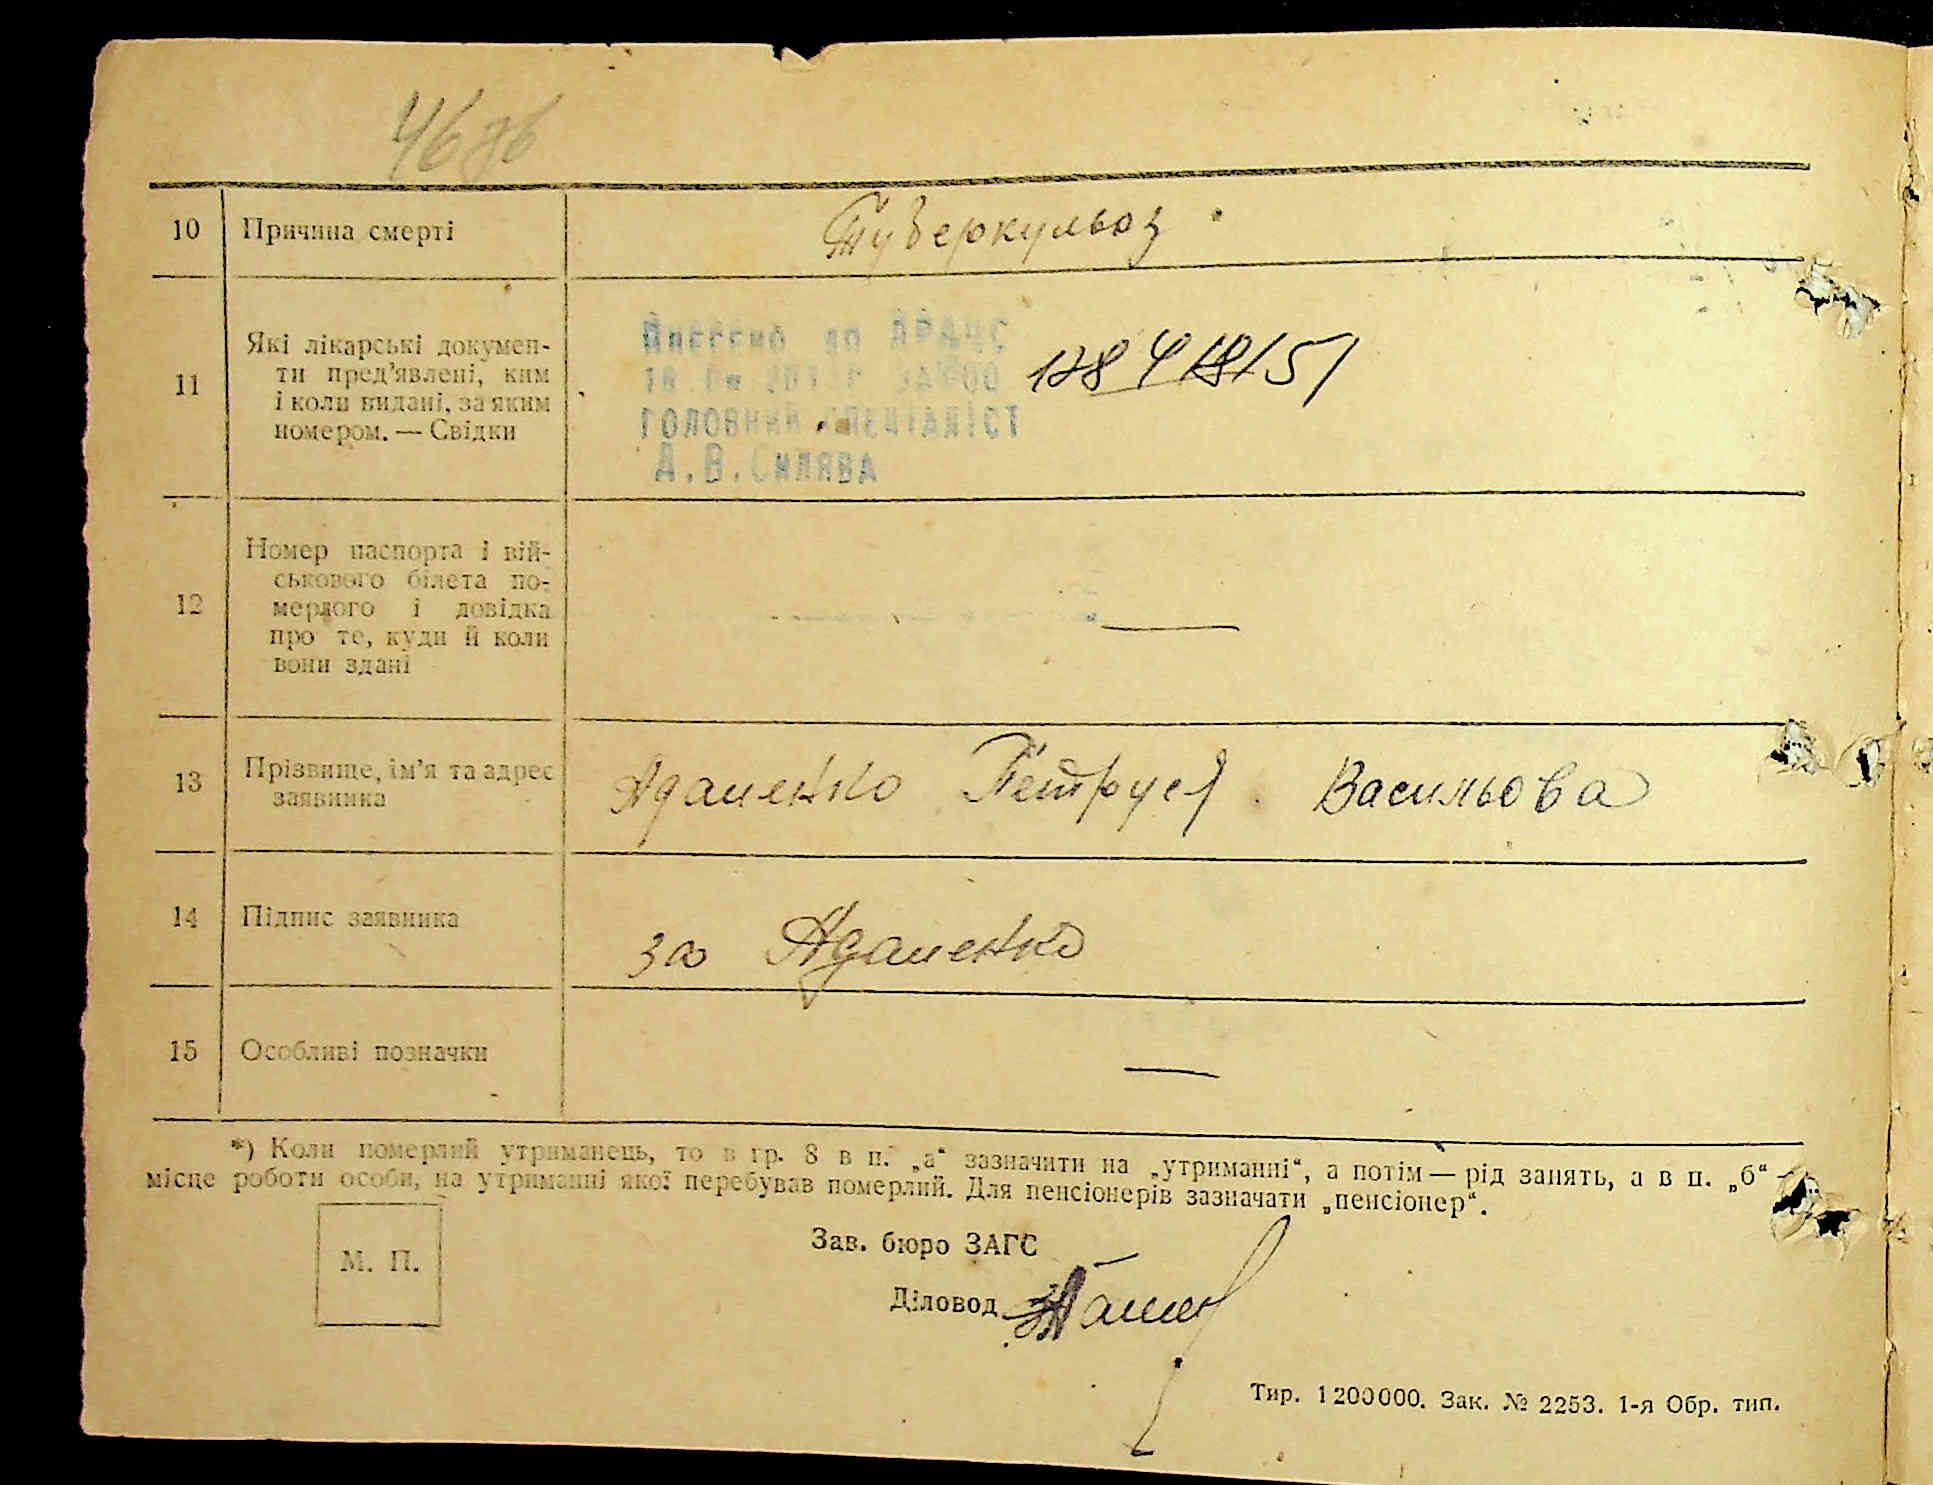 10 Причина смерті Туберкульоз
Внесено до ДРАЦС
ГОЛОВНИЙ СПЕЦІАЛІСТ
Д.В.Силява
11 Які лікарські докумен-
ти пред'явлені, ким
і коли видані, за яким
номером. — Свідки
12 Номер паспорта і вій-
ськового білета по-
мерлого і довідка
про те, куди й коли
вони здані —
13 Прізвище, ім'я та адрес
заявника
Адаменко Петрусь Васильова
14 Підпис заявника за Адаменко
15 Особливі позначки —
*) Коли померлий утриманець, то в гр. 8 в п. „а“ зазначити на „утриманні“, а потім — рід занять, а в п. „б“ —
місце роботи особи, на утриманні якої перебував померлий. Для пенсіонерів зазначати „пенсіонер“.
М. П.
Зав. бюро ЗАГС
Діловод
Тир. 1200000. Зак. № 2253. 1-я Обр. тип.